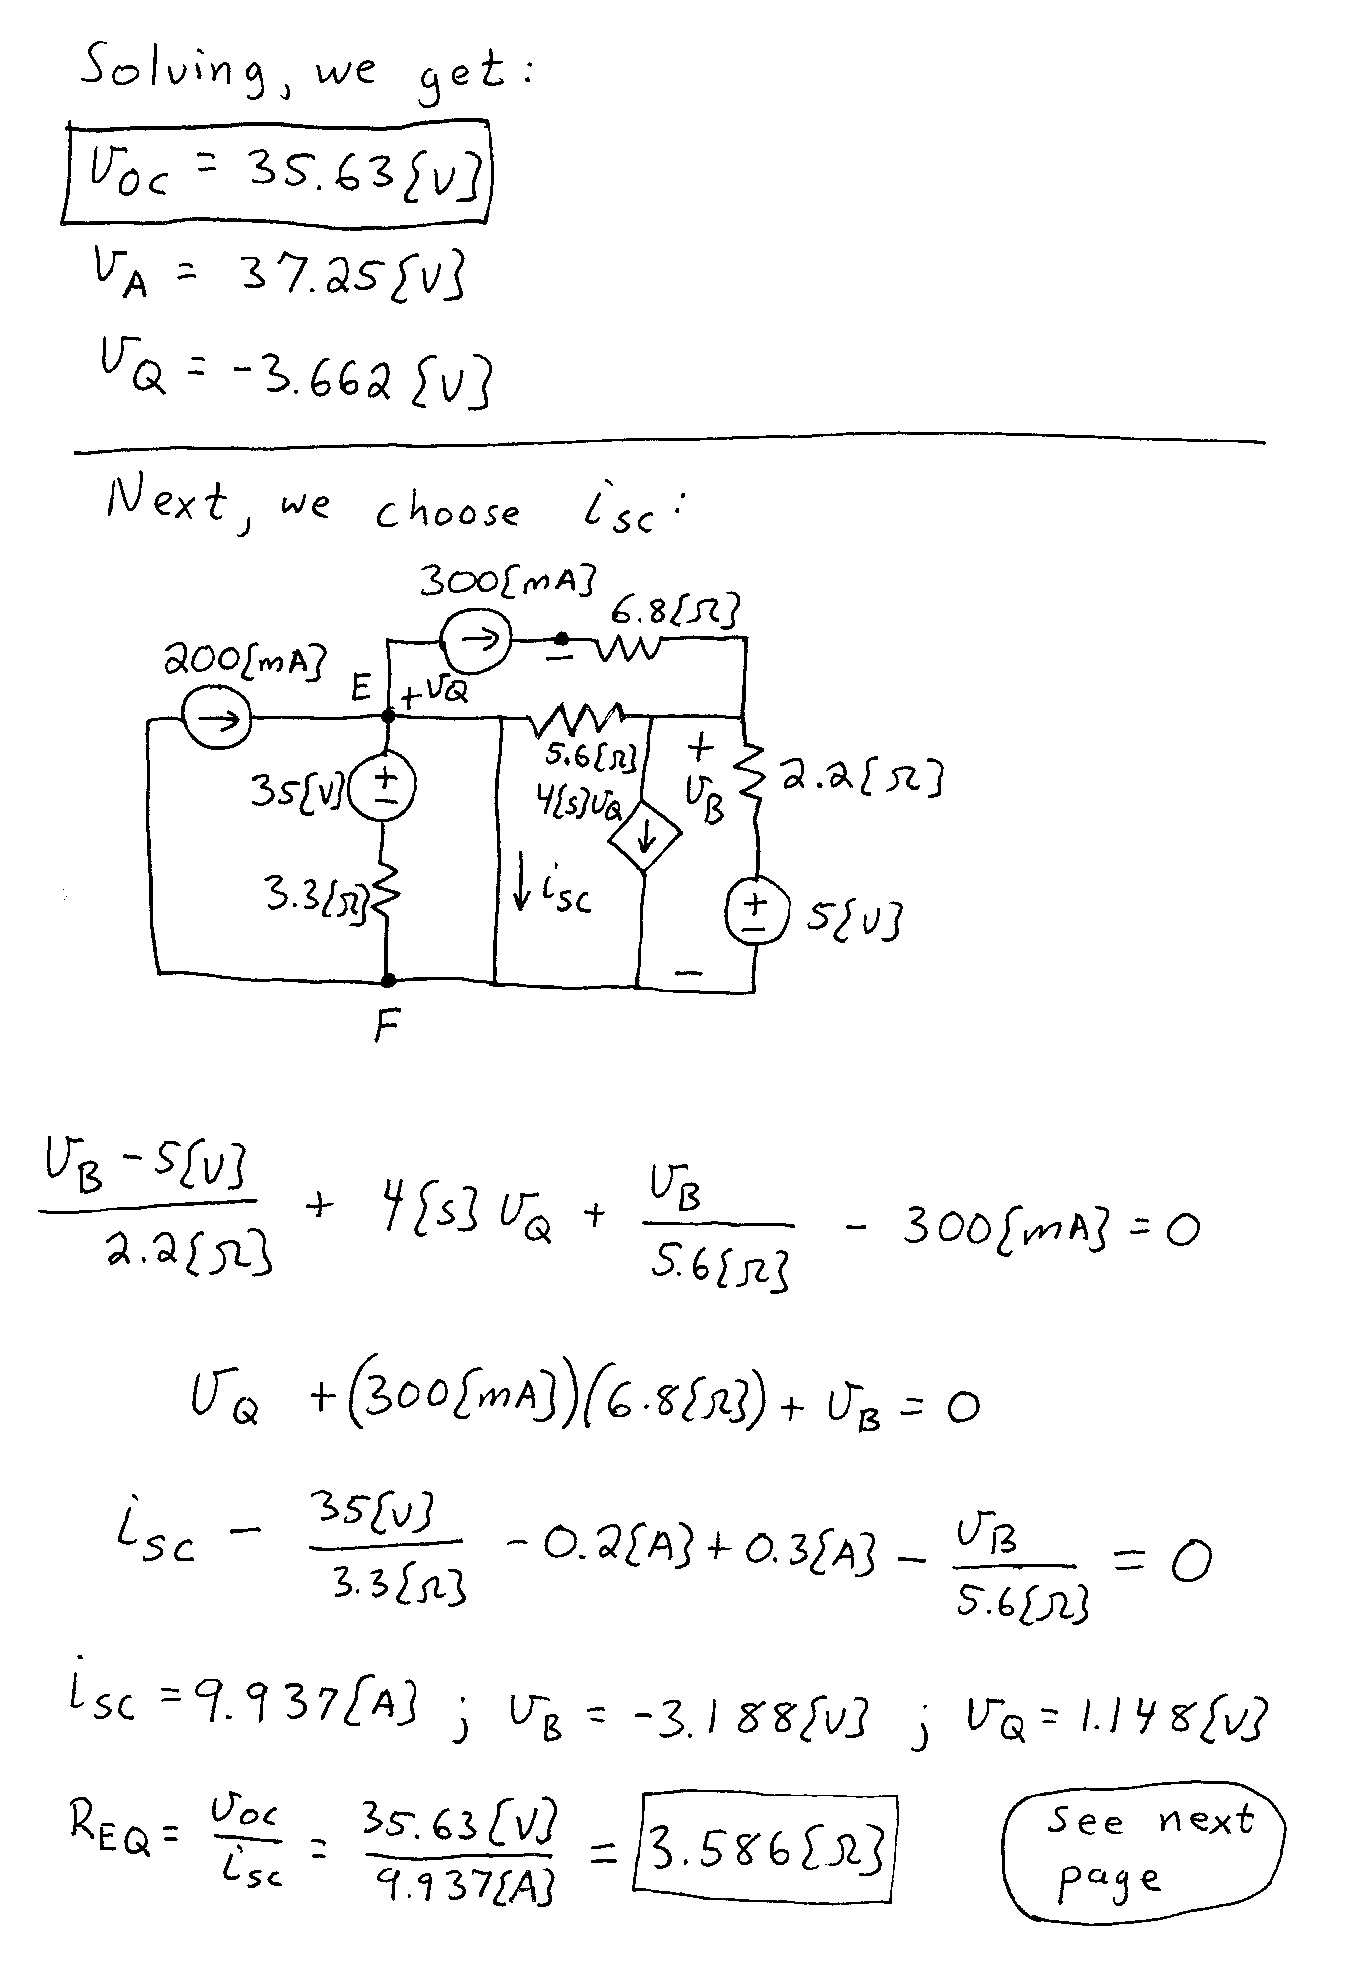 Solving, we get:
v_OC = 35.63{V}
v_A = 37.25{V}
v_Q = -3.662{V}
Next, we choose i_SC:
300{mA}
6.8{Ω}
200{mA}
E
+ v_Q
−
5.6{Ω}
+
2.2{Ω}
35{V}
+
−
4{S}v_Q
v_B
3.3{Ω}
i_SC
+
−
5{V}
−
F
(v_B - 5{V})/(2.2{Ω}) + 4{S} v_Q + v_B/(5.6{Ω}) - 300{mA} = 0
v_Q + (300{mA})(6.8{Ω}) + v_B = 0
i_SC - 35{V}/(3.3{Ω}) - 0.2{A} + 0.3{A} - v_B/(5.6{Ω}) = 0
i_SC = 9.937{A} ; v_B = -3.188{V} ; v_Q = 1.148{V}
R_EQ = v_OC/i_SC = 35.63{V}/9.937{A} = 3.586{Ω}
See next
page